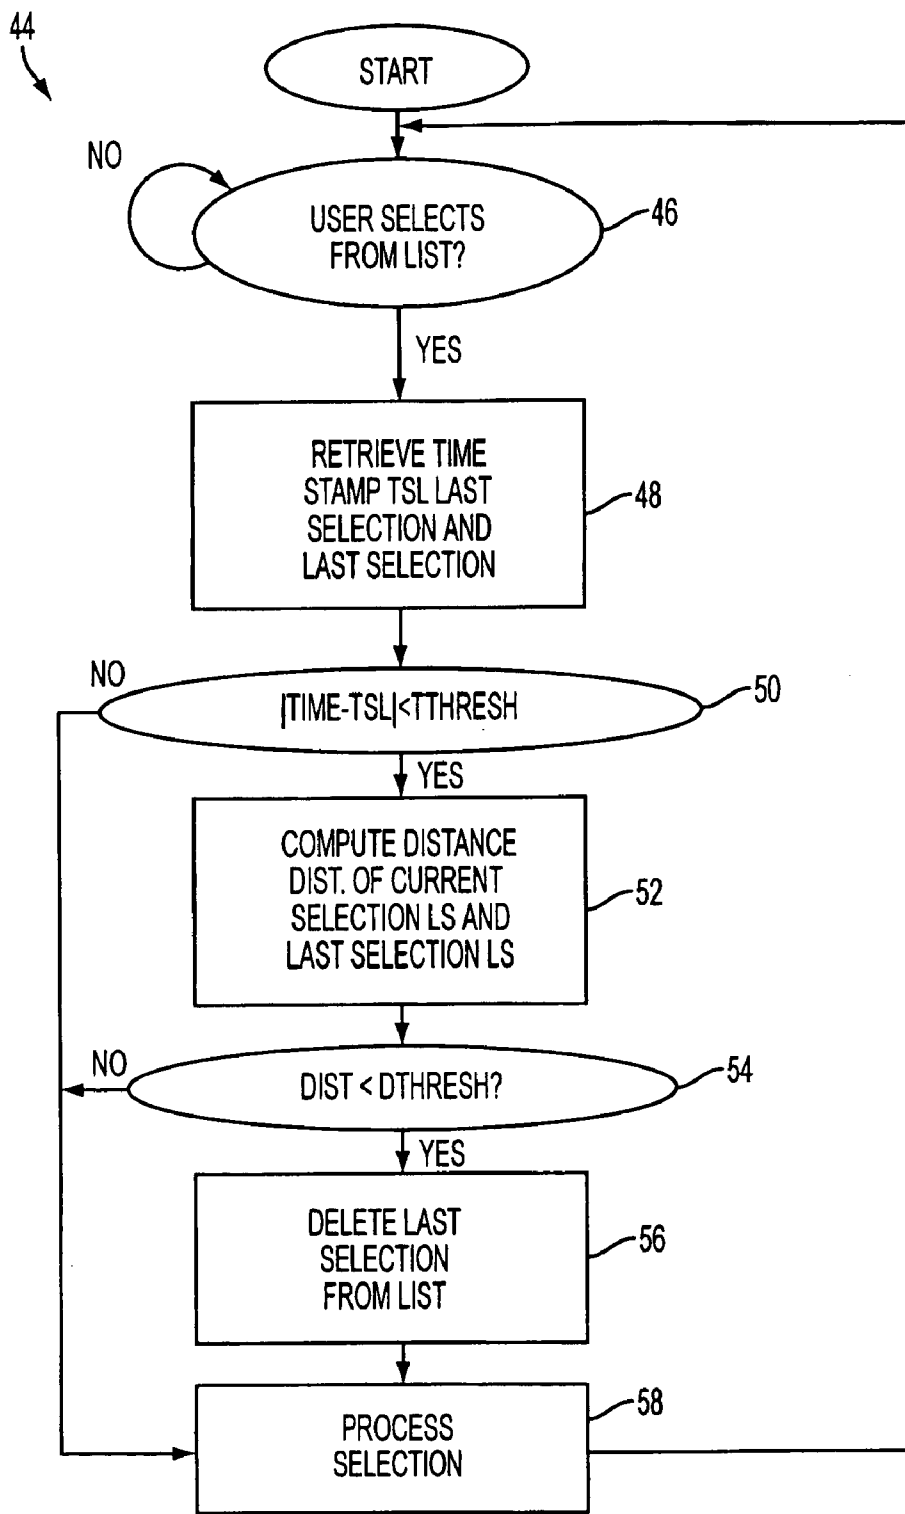 44
START
NO
USER SELECTS
FROM LIST?
46
YES
RETRIEVE TIME
STAMP TSL LAST
SELECTION AND
LAST SELECTION
48
NO
|TIME-TSL|<TTHRESH
50
YES
COMPUTE DISTANCE
DIST. OF CURRENT
SELECTION LS AND
LAST SELECTION LS
52
NO
DIST < DTHRESH?
54
YES
DELETE LAST
SELECTION
FROM LIST
56
PROCESS
SELECTION
58